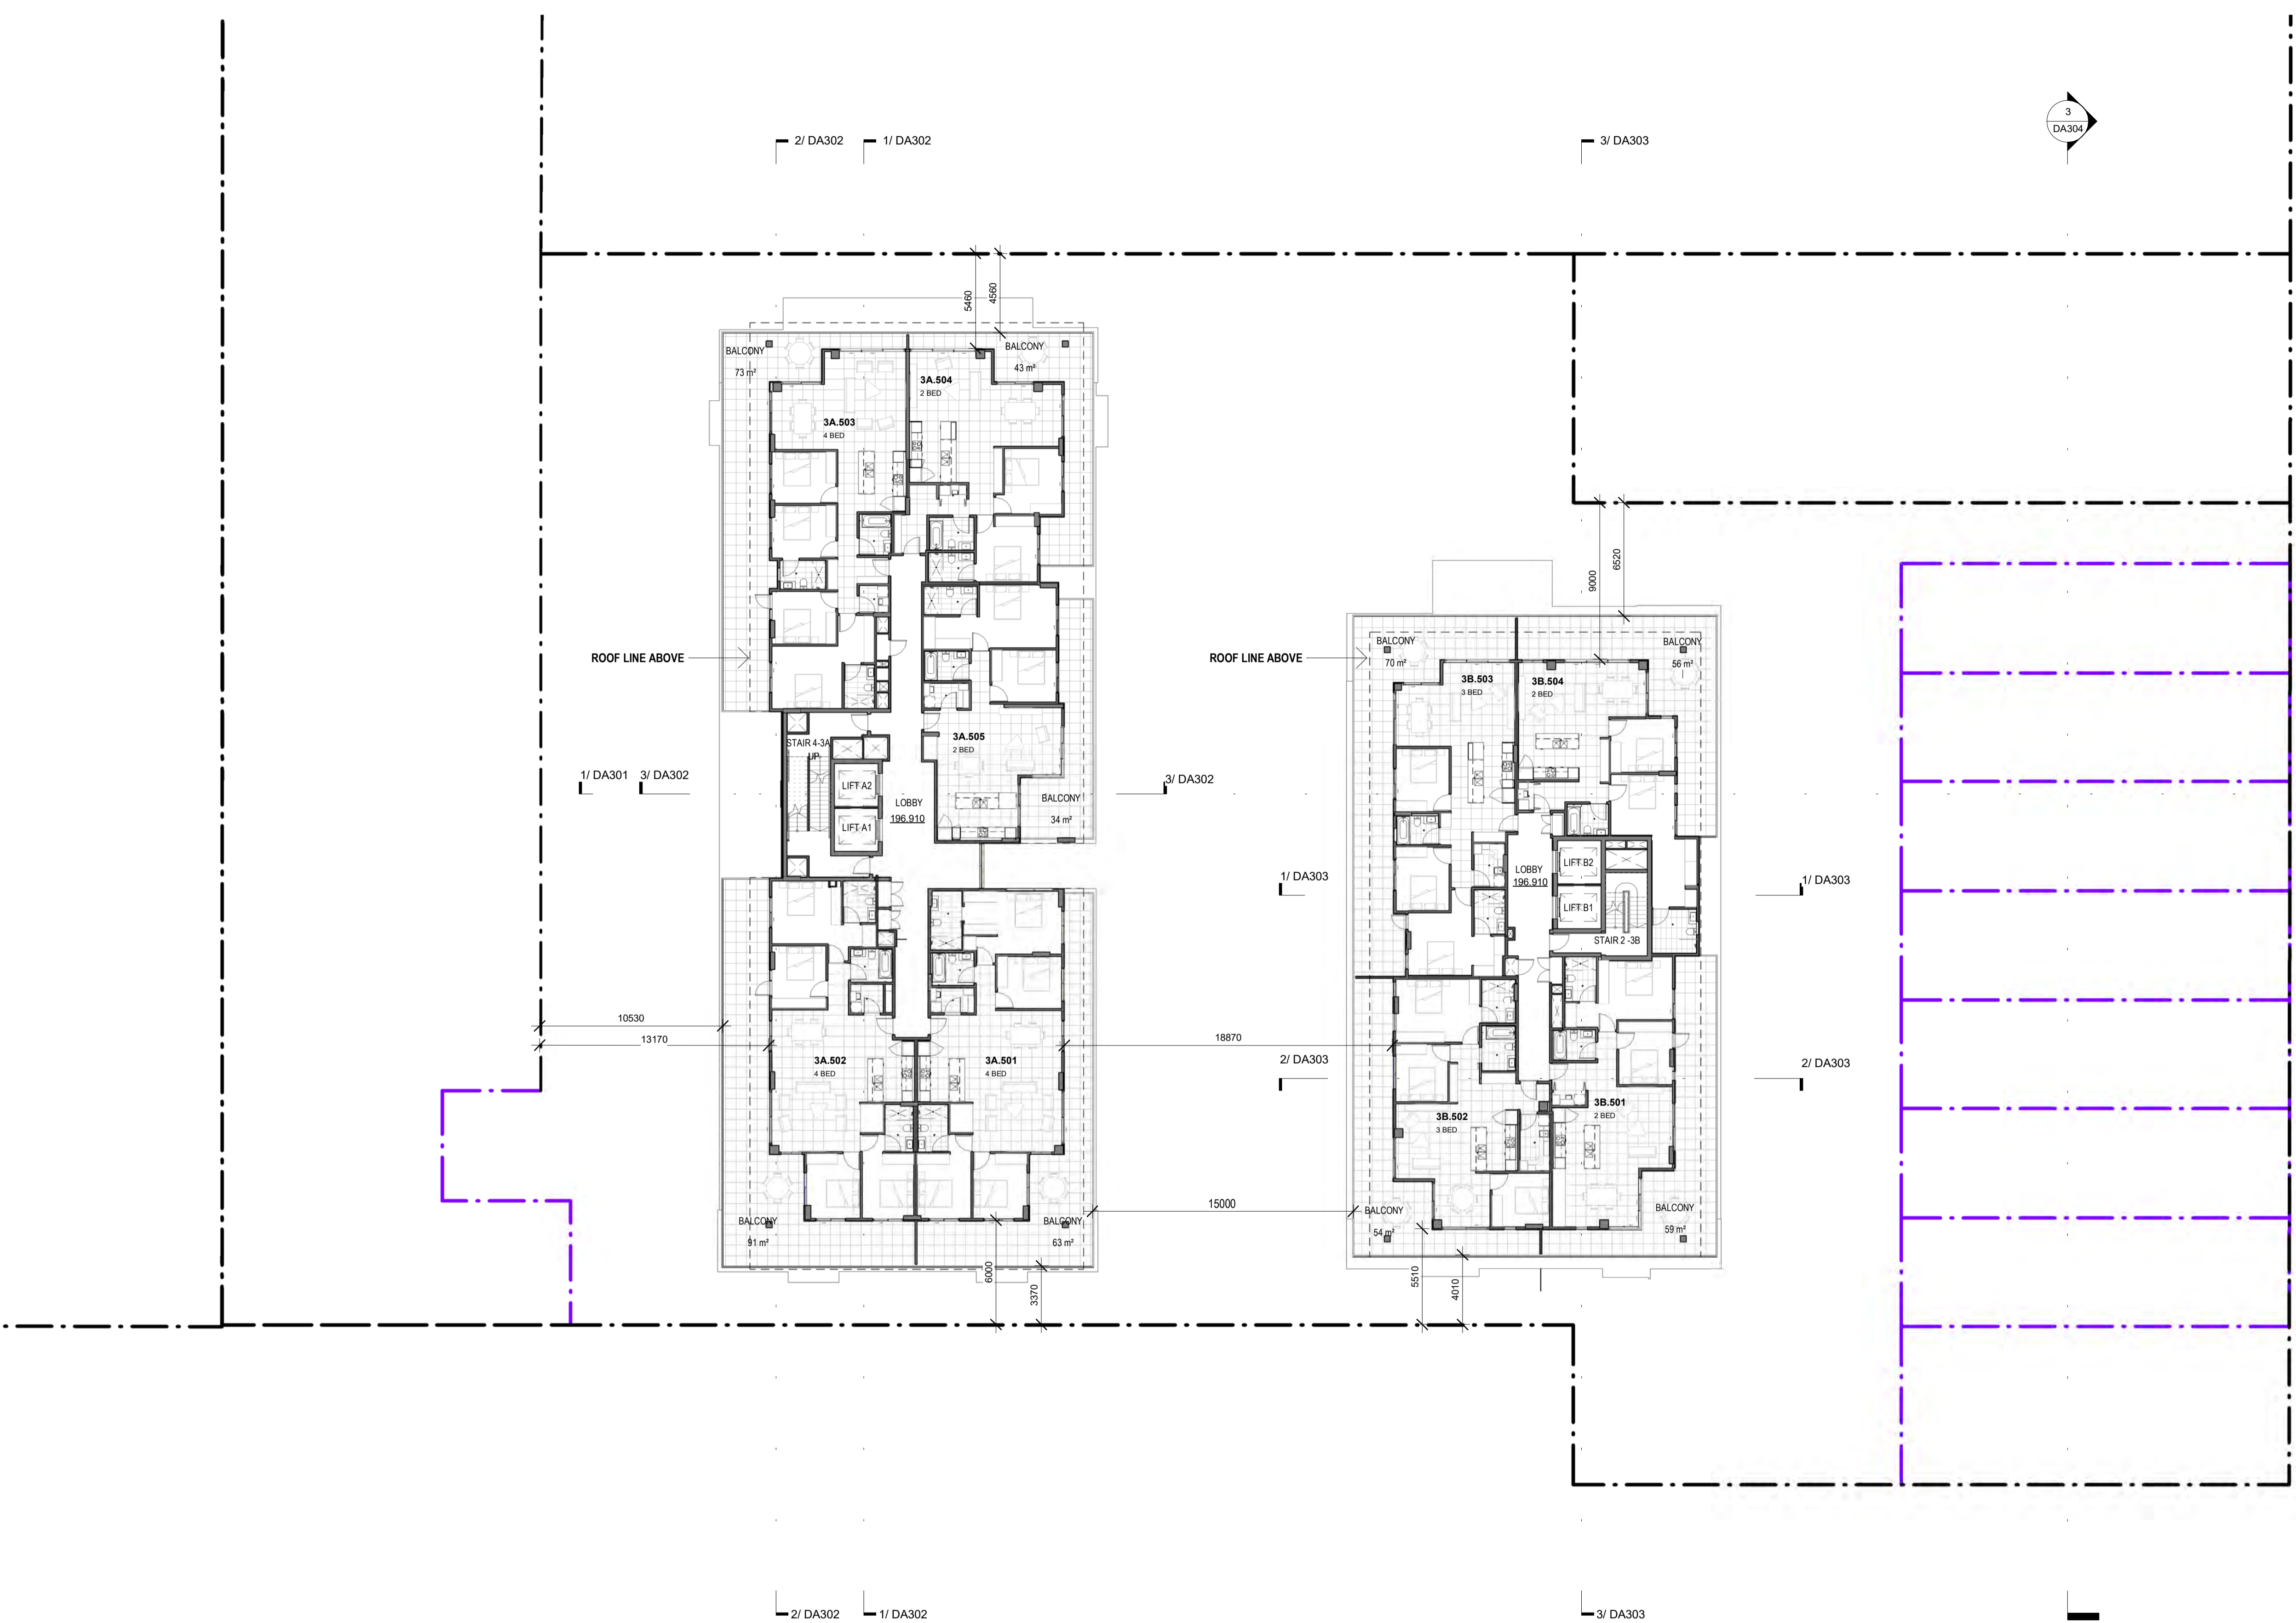 2/ DA302
1/ DA302
3/ DA303
3
DA304
5460
4560
BALCONY
73 m²
BALCONY
43 m²
3A.504
2 BED
3A.503
4 BED
9000
6520
ROOF LINE ABOVE
ROOF LINE ABOVE
BALCONY
70 m²
BALCONY
56 m²
3B.503
3 BED
3B.504
2 BED
3A.505
2 BED
STAIR 4-3A
UP
1/ DA301
3/ DA302
3/ DA302
LIFT A2
LOBBY
196.910
LIFT A1
BALCONY
34 m²
1/ DA303
LOBBY
196.910
LIFT B2
LIFT B1
1/ DA303
STAIR 2 -3B
10530
13170
18870
3A.502
4 BED
3A.501
4 BED
2/ DA303
2/ DA303
3B.502
3 BED
3B.501
2 BED
15000
BALCONY
91 m²
BALCONY
63 m²
BALCONY
54 m²
BALCONY
59 m²
6000
3370
5510
4010
2/ DA302
1/ DA302
3/ DA303